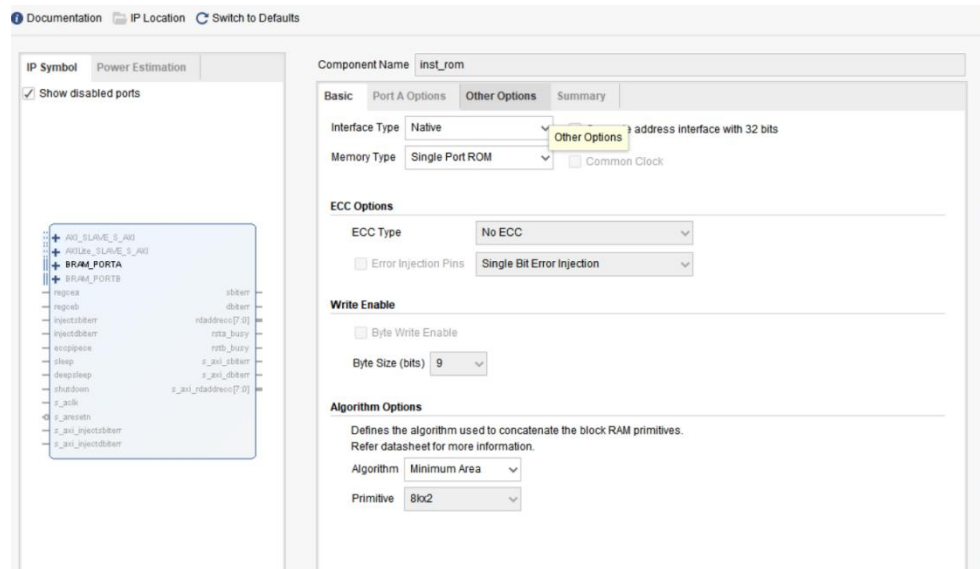 Documentation IP Location Switch to Defaults
IP Symbol Power Estimation
Show disabled ports
AXI_SLAVE_S_AXI
AXILite_SLAVE_S_AXI
BRAM_PORTA
BRAM_PORTB
regcea
regceb
injectsbiterr
injectdbiterr
eccpipece
sleep
deepsleep
shutdown
s_aclk
s_aresetn
s_axi_injectsbiterr
s_axi_injectdbiterr
sbiterr
dbiterr
rdaddrecc[7:0]
rsta_busy
rstb_busy
s_axi_sbiterr
s_axi_dbiterr
s_axi_rdaddrecc[7:0]
Component Name inst_rom
Basic Port A Options Other Options Summary
Interface Type Native address interface with 32 bits
Other Options
Memory Type Single Port ROM Common Clock
ECC Options
ECC Type No ECC
Error Injection Pins Single Bit Error Injection
Write Enable
Byte Write Enable
Byte Size (bits) 9
Algorithm Options
Defines the algorithm used to concatenate the block RAM primitives.
Refer datasheet for more information.
Algorithm Minimum Area
Primitive 8kx2